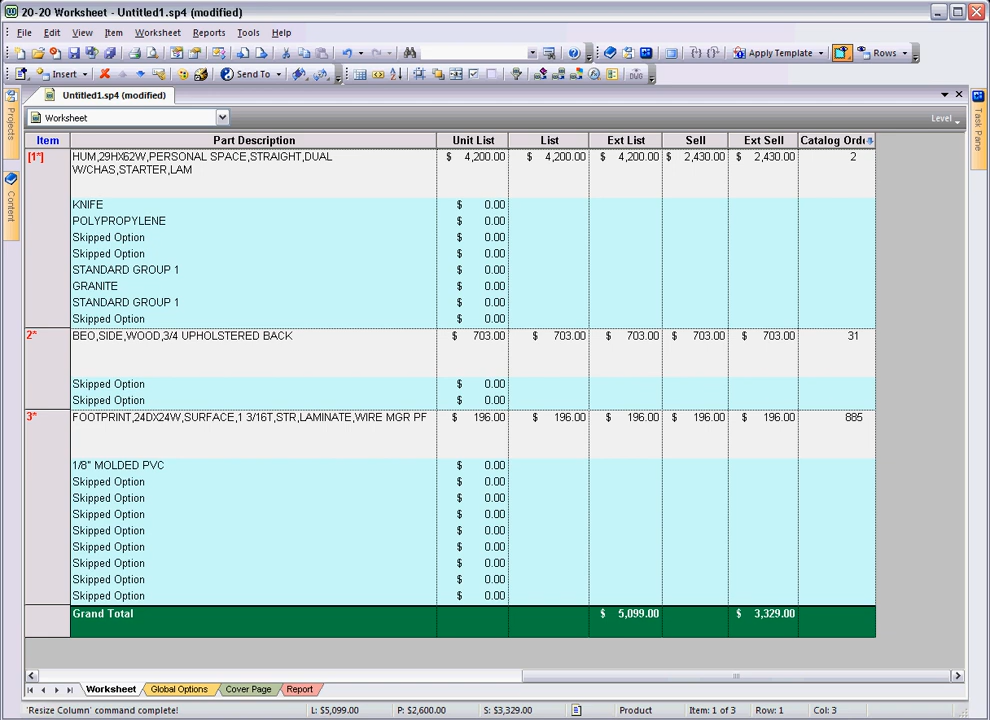 20-20 Worksheet - Untitled1.sp4 (modified)
File Edit View Item Worksheet Reports Tools Help
Apply Template Rows
Insert Send To DWG
Untitled1.sp4 (modified)
Projects
Content
Task Pane
Worksheet Level
Item Part Description Unit List List Ext List Sell Ext Sell Catalog Orde
[1*] HUM,29HX62W,PERSONAL SPACE,STRAIGHT,DUAL $ 4,200.00 $ 4,200.00 $ 4,200.00 $ 2,430.00 $ 2,430.00 2
W/CHAS,STARTER,LAM
KNIFE $ 0.00
POLYPROPYLENE $ 0.00
Skipped Option $ 0.00
Skipped Option $ 0.00
STANDARD GROUP 1 $ 0.00
GRANITE $ 0.00
STANDARD GROUP 1 $ 0.00
Skipped Option $ 0.00
2* BEO,SIDE,WOOD,3/4 UPHOLSTERED BACK $ 703.00 $ 703.00 $ 703.00 $ 703.00 $ 703.00 31
Skipped Option $ 0.00
Skipped Option $ 0.00
3* FOOTPRINT,24DX24W,SURFACE,1 3/16T,STR,LAMINATE,WIRE MGR PF $ 196.00 $ 196.00 $ 196.00 $ 196.00 $ 196.00 885
1/8" MOLDED PVC $ 0.00
Skipped Option $ 0.00
Skipped Option $ 0.00
Skipped Option $ 0.00
Skipped Option $ 0.00
Skipped Option $ 0.00
Skipped Option $ 0.00
Skipped Option $ 0.00
Skipped Option $ 0.00
Grand Total $ 5,099.00 $ 3,329.00
Worksheet Global Options Cover Page Report
'Resize Column' command complete! L: $5,099.00 P: $2,600.00 S: $3,329.00 Product Item: 1 of 3 Row: 1 Col: 3